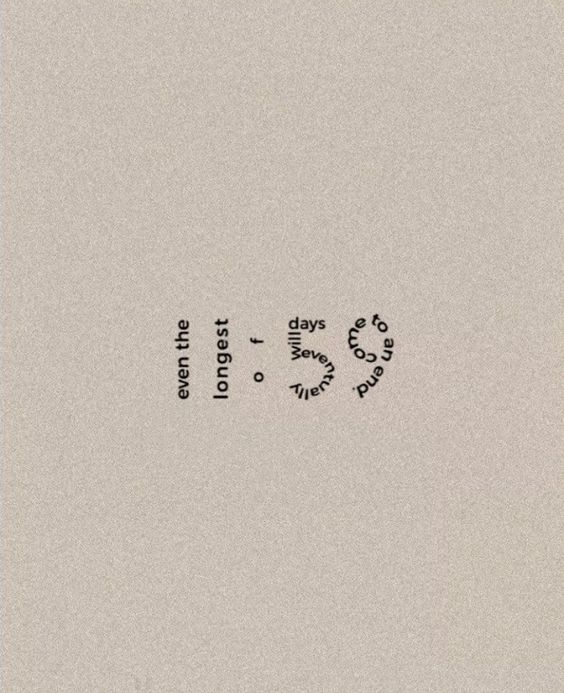 even the
longest
of
days
will
eventually
come
to
an end.